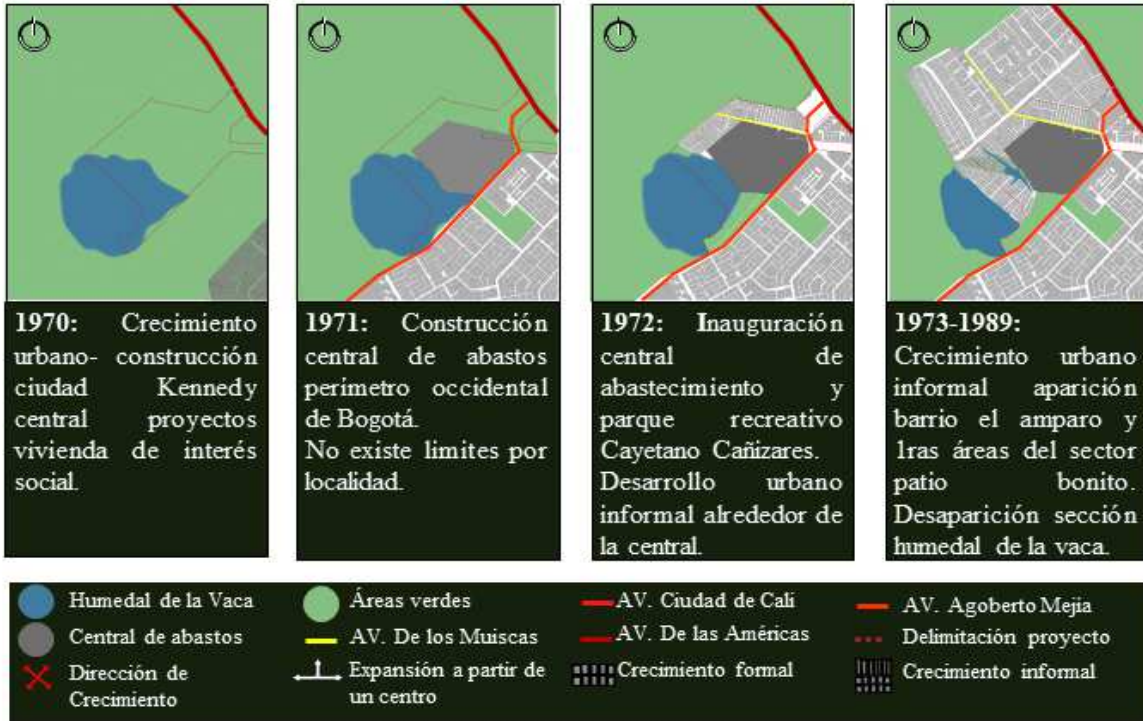 1970: Crecimiento
urbano- construcción
ciudad Kennedy
central proyectos
vivienda de interés
social.
1971: Construcción
central de abastos
perímetro occidental
de Bogotá.
No existe limites por
localidad.
1972: Inauguración
central de
abastecimiento y
parque recreativo
Cayetano Cañizares.
Desarrollo urbano
informal alrededor de
la central.
1973-1989:
Crecimiento urbano
informal aparición
barrio el amparo y
1ras áreas del sector
patio bonito.
Desaparición sección
humedal de la vaca.
Humedal de la Vaca
Áreas verdes
AV. Ciudad de Cali
AV. Agoberto Mejia
Central de abastos
AV. De los Muiscas
AV. De las Américas
Delimitación proyecto
Dirección de
Crecimiento
Expansión a partir de
un centro
Crecimiento formal
Crecimiento informal